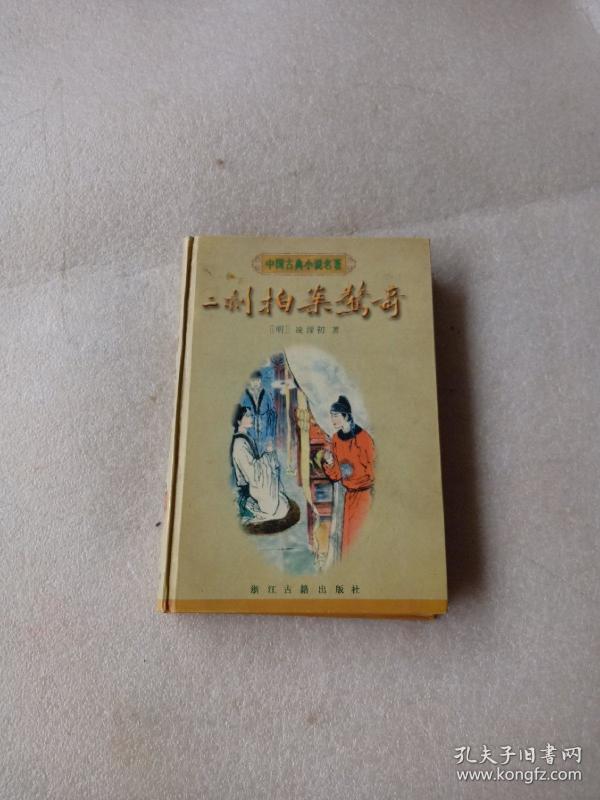 中国古典小说名著
二刻拍案驚奇
［明］凌濛初 著
浙江古籍出版社
孔夫子旧书网
www.kongfz.com